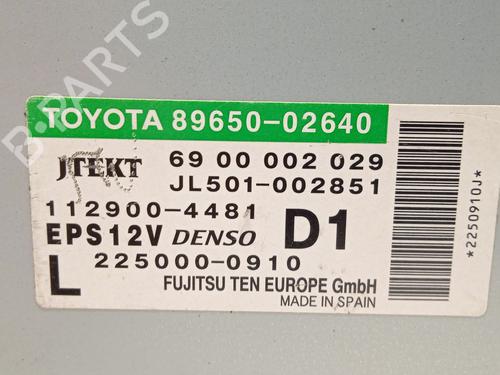 B-PARTS
TOYOTA 89650-02640
JTEKT 69 00 002 029
JL501-002851
112900-4481
EPS12V DENSO D1
L 225000-0910
FUJITSU TEN EUROPE GmbH
MADE IN SPAIN
*2250910J*